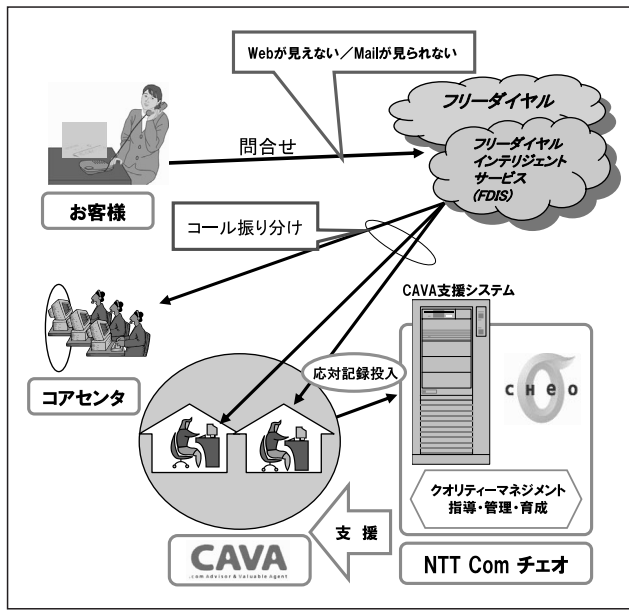 Webが見えない／Mailが見られない
フリーダイヤル
フリーダイヤル
インテリジェント
サービス
(FDIS)
問合せ
お客様
コール振り分け
CAVA支援システム
コアセンタ
応対記録投入
CHEO
クオリティーマネジメント
指導・管理・育成
支 援
CAVA
.com Advisor & Valuable Agent
NTT Com チェオ